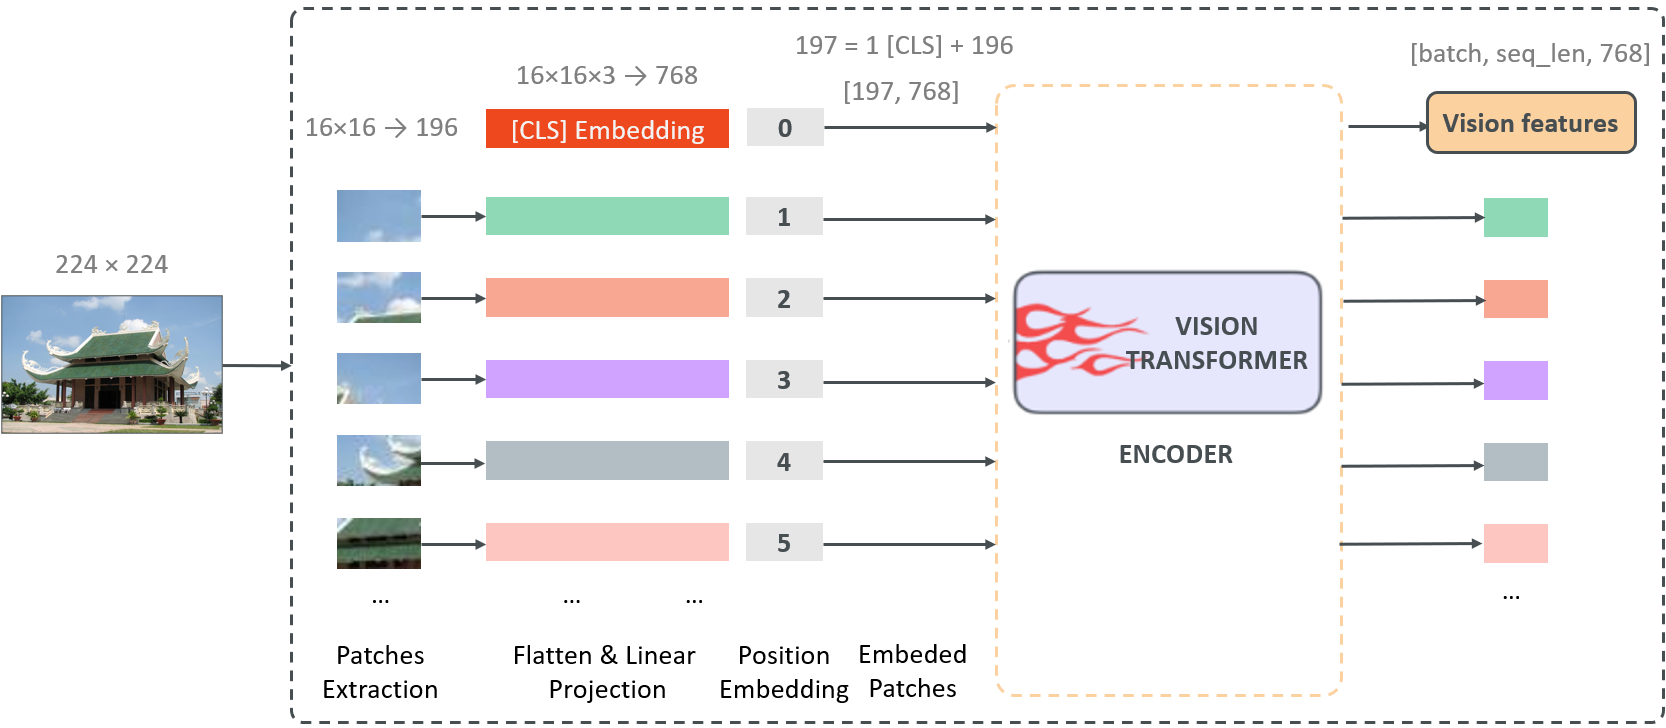 197 = 1 [CLS] + 196
[batch, seq_len, 768]
16×16×3 → 768
[197, 768]
16×16 → 196
[CLS] Embedding
0
Vision features
1
224 × 224
2
VISION
TRANSFORMER
3
ENCODER
4
5
...
... ...
...
Patches
Extraction
Flatten & Linear
Projection
Position
Embedding
Embeded
Patches